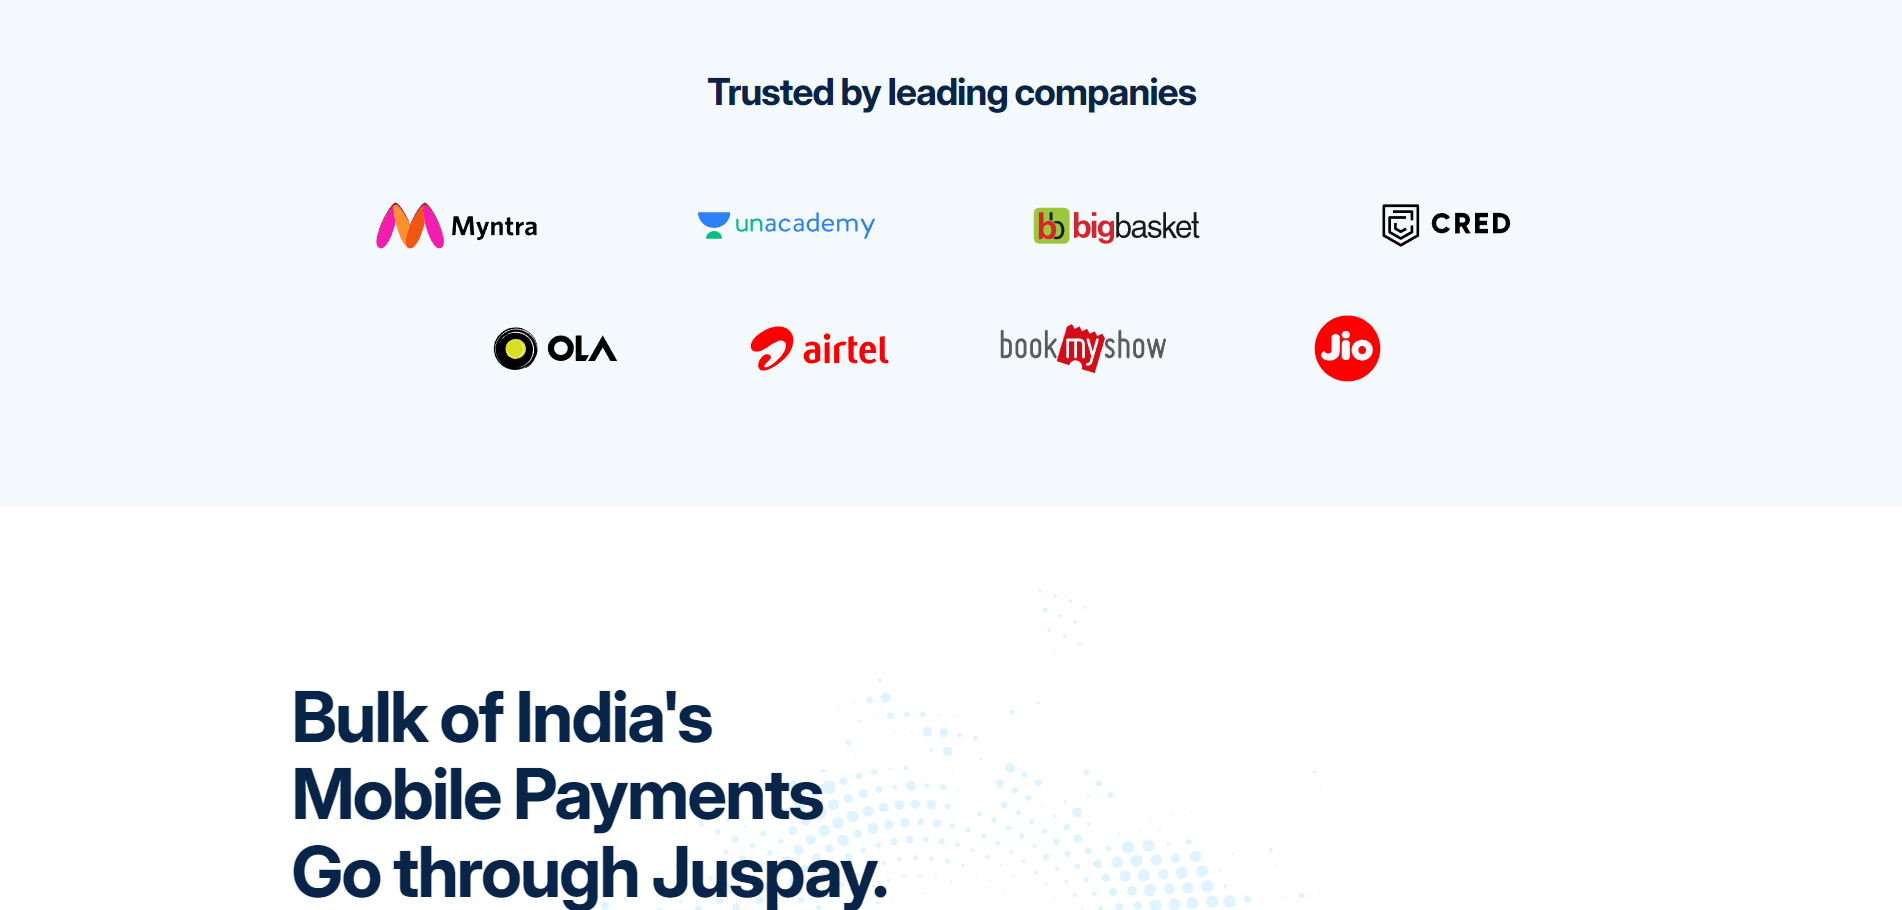 Trusted by leading companies
Myntra unacademy bigbasket CRED
OLA airtel bookmyshow Jio
Bulk of India's
Mobile Payments
Go through Juspay.